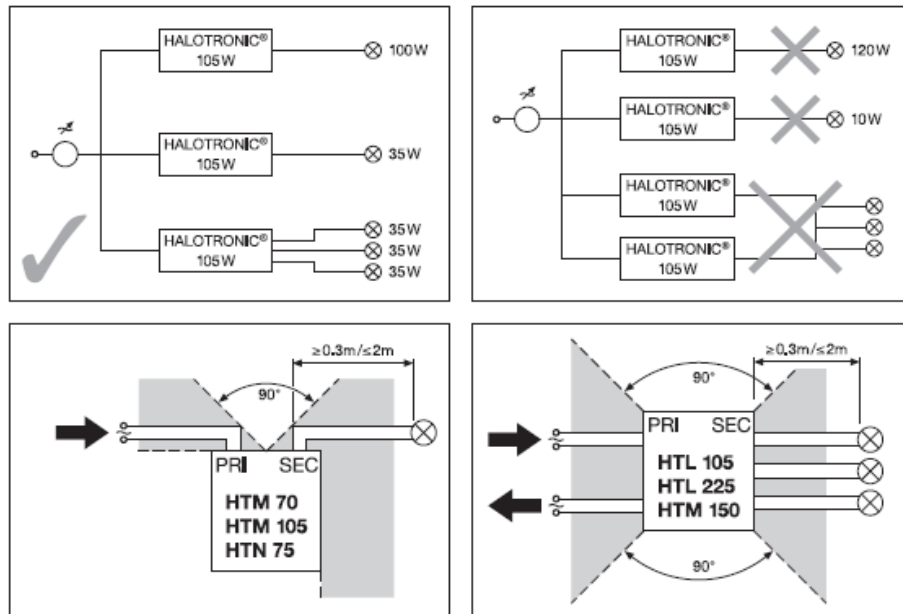 HALOTRONIC®
105W
100W
HALOTRONIC®
105W
35W
HALOTRONIC®
105W
35W
35W
35W
HALOTRONIC®
105W
120W
HALOTRONIC®
105W
10W
HALOTRONIC®
105W
HALOTRONIC®
105W
≥0.3m/≤2m
90°
PRI SEC
HTM 70
HTM 105
HTN 75
≥0.3m/≤2m
90°
PRI SEC
HTL 105
HTL 225
HTM 150
90°